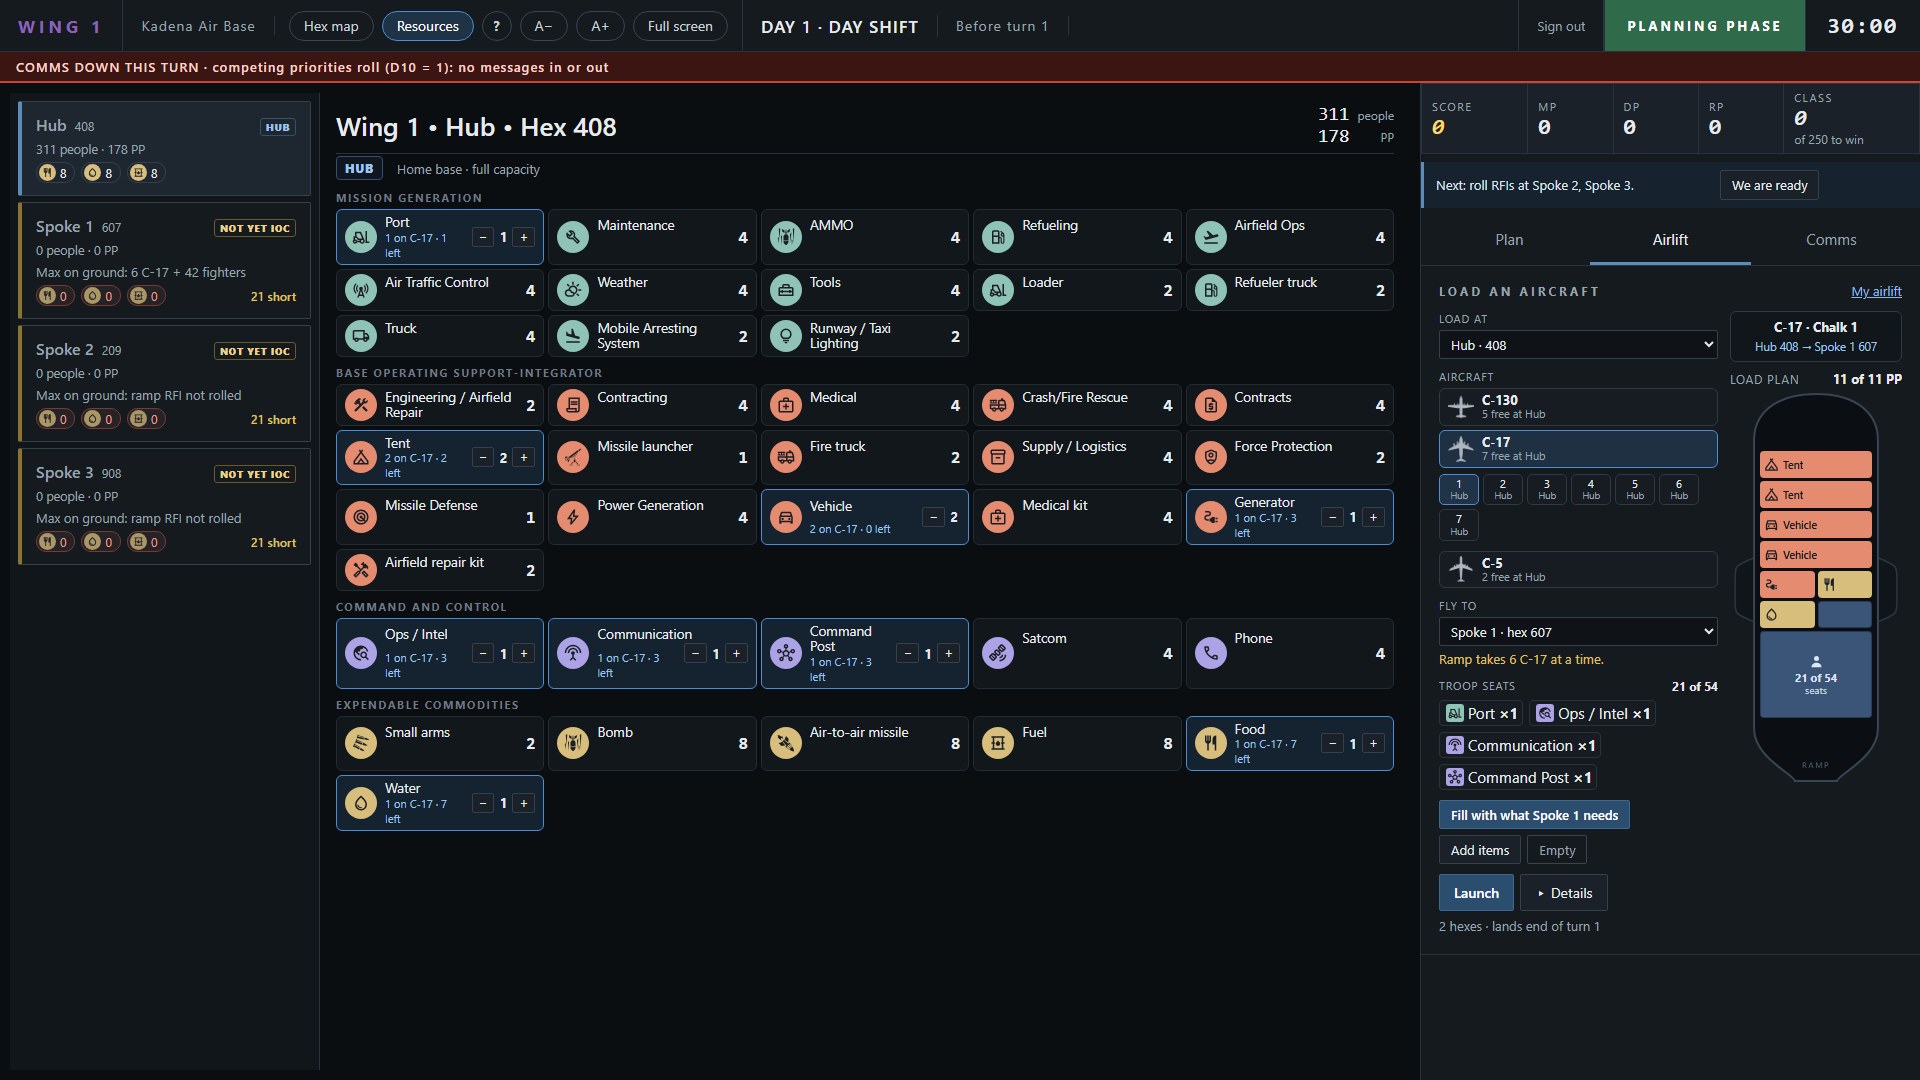 WING 1
Kadena Air Base
Hex map
Resources
?
A−
A+
Full screen
DAY 1 · DAY SHIFT
Before turn 1
Sign out
PLANNING PHASE
30:00
COMMS DOWN THIS TURN · competing priorities roll (D10 = 1): no messages in or out
Hub 408
HUB
311 people · 178 PP
8 8 8
Spoke 1 607
NOT YET IOC
0 people · 0 PP
Max on ground: 6 C-17 + 42 fighters
0 0 0
21 short
Spoke 2 209
NOT YET IOC
0 people · 0 PP
Max on ground: ramp RFI not rolled
0 0 0
21 short
Spoke 3 908
NOT YET IOC
0 people · 0 PP
Max on ground: ramp RFI not rolled
0 0 0
21 short
Wing 1 • Hub • Hex 408
311 people
178 PP
HUB
Home base · full capacity
MISSION GENERATION
Port
1 on C-17 · 1
left
− 1 +
Maintenance
4
AMMO
4
Refueling
4
Airfield Ops
4
Air Traffic Control
4
Weather
4
Tools
4
Loader
2
Refueler truck
2
Truck
4
Mobile Arresting
System
2
Runway / Taxi
Lighting
2
BASE OPERATING SUPPORT-INTEGRATOR
Engineering / Airfield
Repair
2
Contracting
4
Medical
4
Crash/Fire Rescue
4
Contracts
4
Tent
2 on C-17 · 2
left
− 2 +
Missile launcher
1
Fire truck
2
Supply / Logistics
4
Force Protection
2
Missile Defense
1
Power Generation
4
Vehicle
2 on C-17 · 0 left
− 2
Medical kit
4
Generator
1 on C-17 · 3
left
− 1 +
Airfield repair kit
2
COMMAND AND CONTROL
Ops / Intel
1 on C-17 · 3
left
− 1 +
Communication
1 on C-17 · 3
left
− 1 +
Command
Post
1 on C-17 · 3
left
− 1 +
Satcom
4
Phone
4
EXPENDABLE COMMODITIES
Small arms
2
Bomb
8
Air-to-air missile
8
Fuel
8
Food
1 on C-17 · 7
left
− 1 +
Water
1 on C-17 · 7
left
− 1 +
SCORE
0
MP
0
DP
0
RP
0
CLASS
0
of 250 to win
Next: roll RFIs at Spoke 2, Spoke 3.
We are ready
Plan
Airlift
Comms
LOAD AN AIRCRAFT
My airlift
LOAD AT
Hub · 408
AIRCRAFT
C-130
5 free at Hub
C-17
7 free at Hub
1 Hub
2 Hub
3 Hub
4 Hub
5 Hub
6 Hub
7 Hub
C-5
2 free at Hub
FLY TO
Spoke 1 · hex 607
Ramp takes 6 C-17 at a time.
TROOP SEATS
21 of 54
Port ×1
Ops / Intel ×1
Communication ×1
Command Post ×1
Fill with what Spoke 1 needs
Add items
Empty
Launch
‣ Details
2 hexes · lands end of turn 1
C-17 · Chalk 1
Hub 408 → Spoke 1 607
LOAD PLAN
11 of 11 PP
Tent
Tent
Vehicle
Vehicle
21 of 54
seats
RAMP